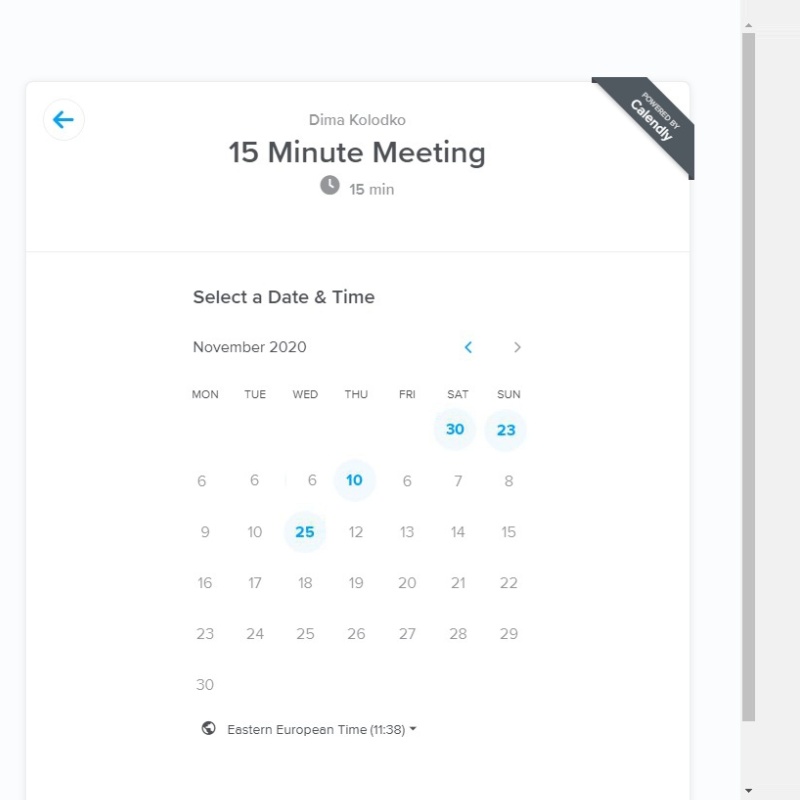 POWERED BY
Calendly
Dima Kolodko
15 Minute Meeting
15 min
Select a Date & Time
November 2020
MON TUE WED THU FRI SAT SUN
30 23
6 6 6 10 6 7 8
9 10 25 12 13 14 15
16 17 18 19 20 21 22
23 24 25 26 27 28 29
30
Eastern European Time (11:38)